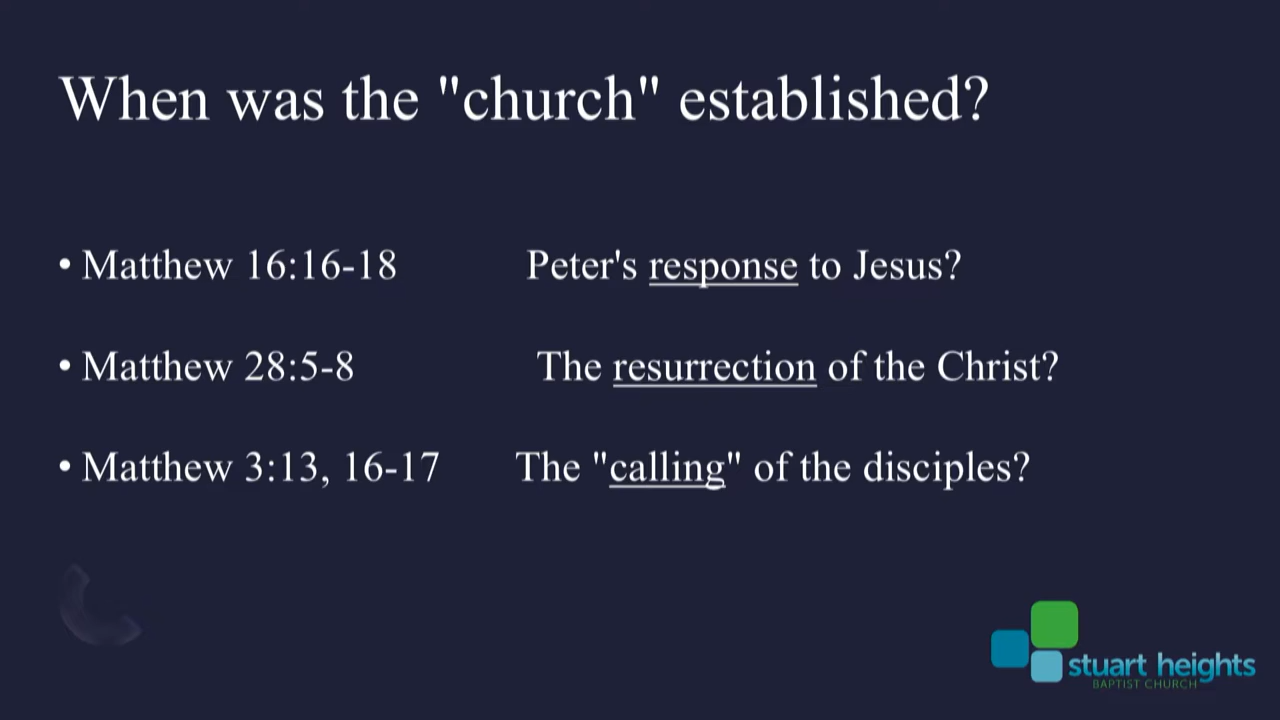 When was the "church" established?
• Matthew 16:16-18 Peter's response to Jesus?
• Matthew 28:5-8 The resurrection of the Christ?
• Matthew 3:13, 16-17 The "calling" of the disciples?
stuart heights
BAPTIST CHURCH